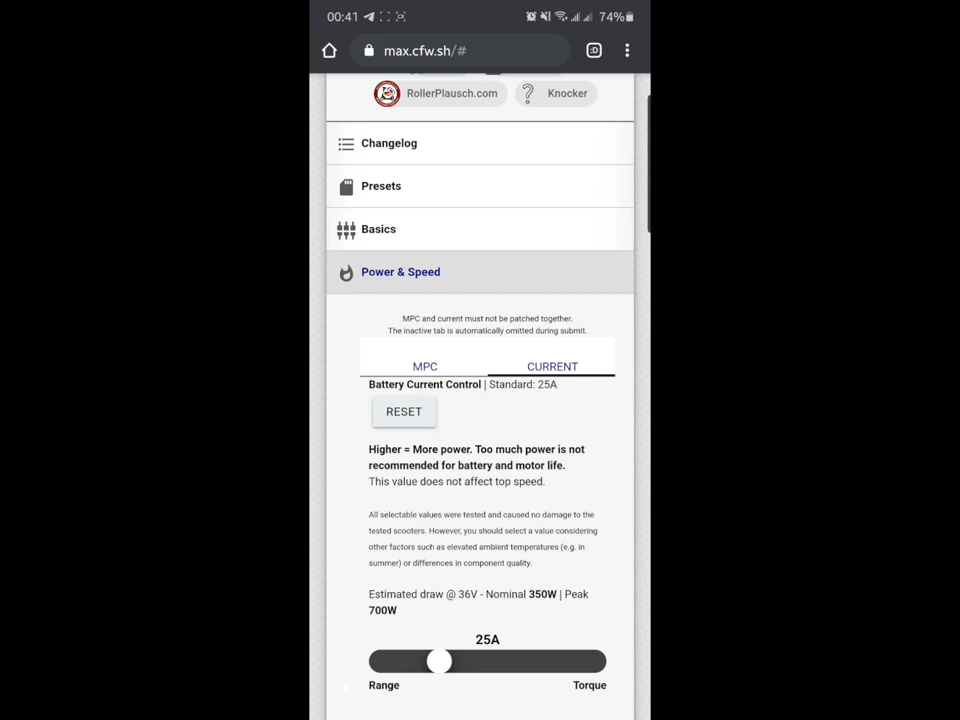 00:41 74%
max.cfw.sh/# :D
RollerPlausch.com Knocker
Changelog
Presets
Basics
Power & Speed
MPC and current must not be patched together.
The inactive tab is automatically omitted during submit.
MPC CURRENT
Battery Current Control | Standard: 25A
RESET
Higher = More power. Too much power is not
recommended for battery and motor life.
This value does not affect top speed.
All selectable values were tested and caused no damage to the
tested scooters. However, you should select a value considering
other factors such as elevated ambient temperatures (e.g. in
summer) or differences in component quality.
Estimated draw @ 36V - Nominal 350W | Peak
700W
25A
Range Torque